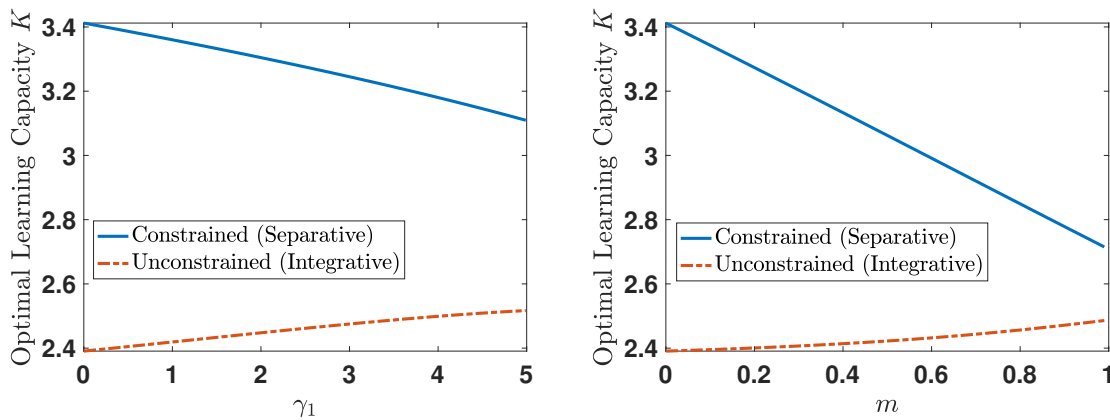 Optimal Learning Capacity K
3.4
3.2
3
2.8
2.6
2.4
Constrained (Separative)
Unconstrained (Integrative)
0 1 2 3 4 5
γ₁
Optimal Learning Capacity K
3.4
3.2
3
2.8
2.6
2.4
Constrained (Separative)
Unconstrained (Integrative)
0 0.2 0.4 0.6 0.8 1
m